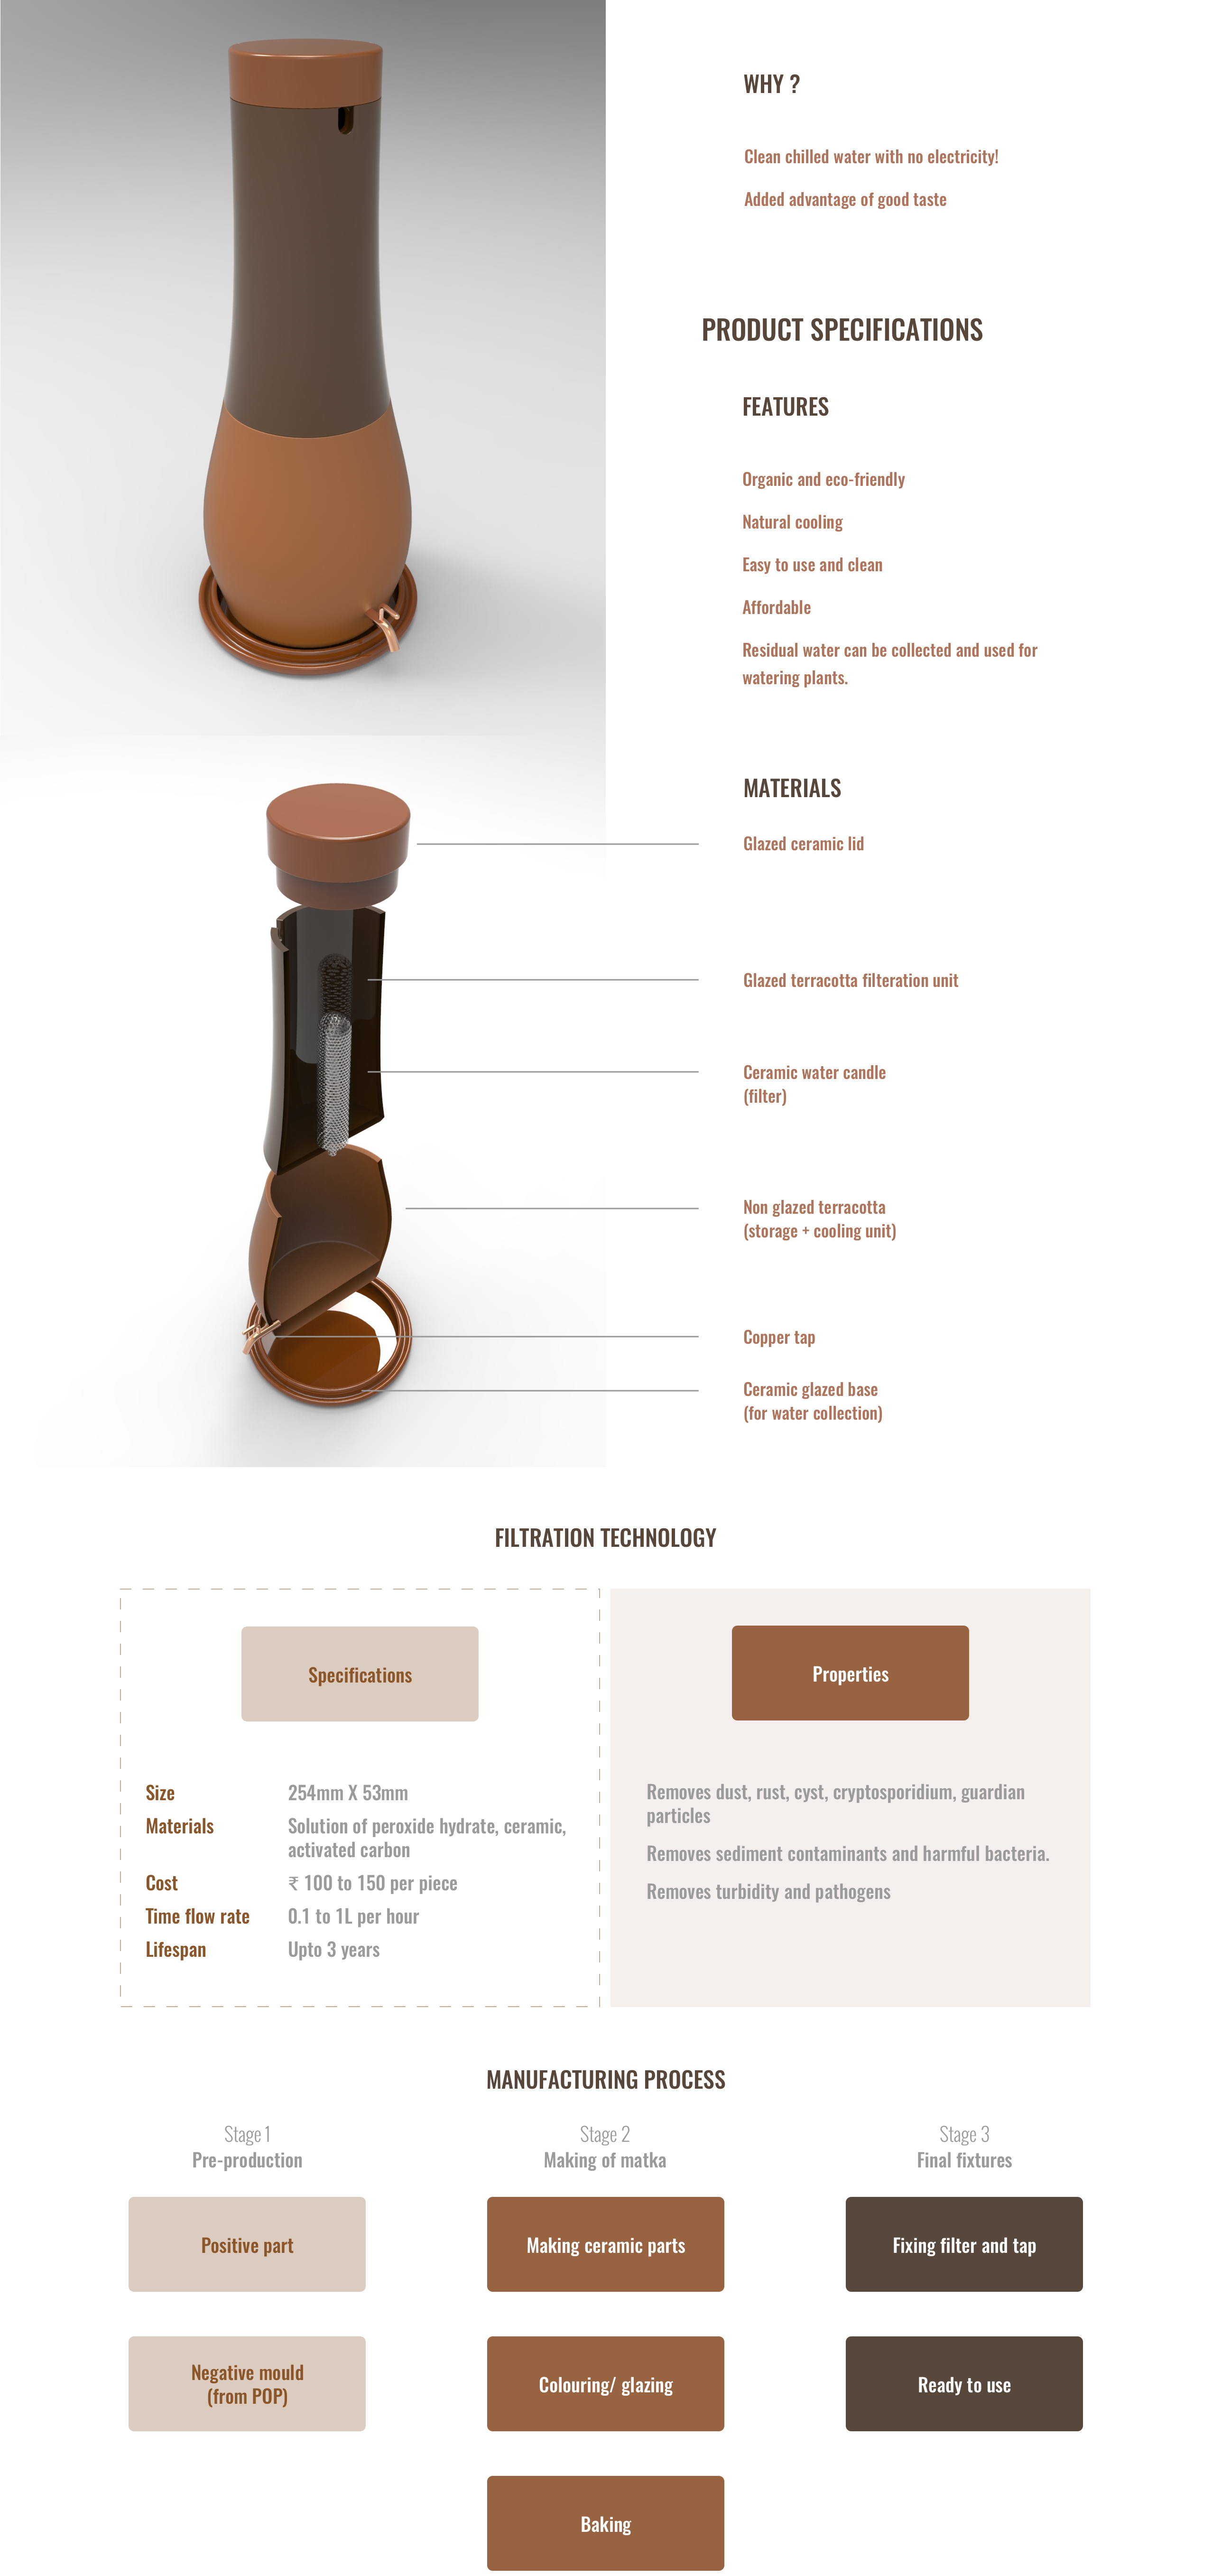 WHY ?
Clean chilled water with no electricity!
Added advantage of good taste
PRODUCT SPECIFICATIONS
FEATURES
Organic and eco-friendly
Natural cooling
Easy to use and clean
Affordable
Residual water can be collected and used for
watering plants.
MATERIALS
Glazed ceramic lid
Glazed terracotta filteration unit
Ceramic water candle
(filter)
Non glazed terracotta
(storage + cooling unit)
Copper tap
Ceramic glazed base
(for water collection)
FILTRATION TECHNOLOGY
Specifications
Size 254mm X 53mm
Materials Solution of peroxide hydrate, ceramic,
activated carbon
Cost ₹ 100 to 150 per piece
Time flow rate 0.1 to 1L per hour
Lifespan Upto 3 years
Properties
Removes dust, rust, cyst, cryptosporidium, guardian
particles
Removes sediment contaminants and harmful bacteria.
Removes turbidity and pathogens
MANUFACTURING PROCESS
Stage 1
Pre-production
Positive part
Negative mould
(from POP)
Stage 2
Making of matka
Making ceramic parts
Colouring/ glazing
Baking
Stage 3
Final fixtures
Fixing filter and tap
Ready to use